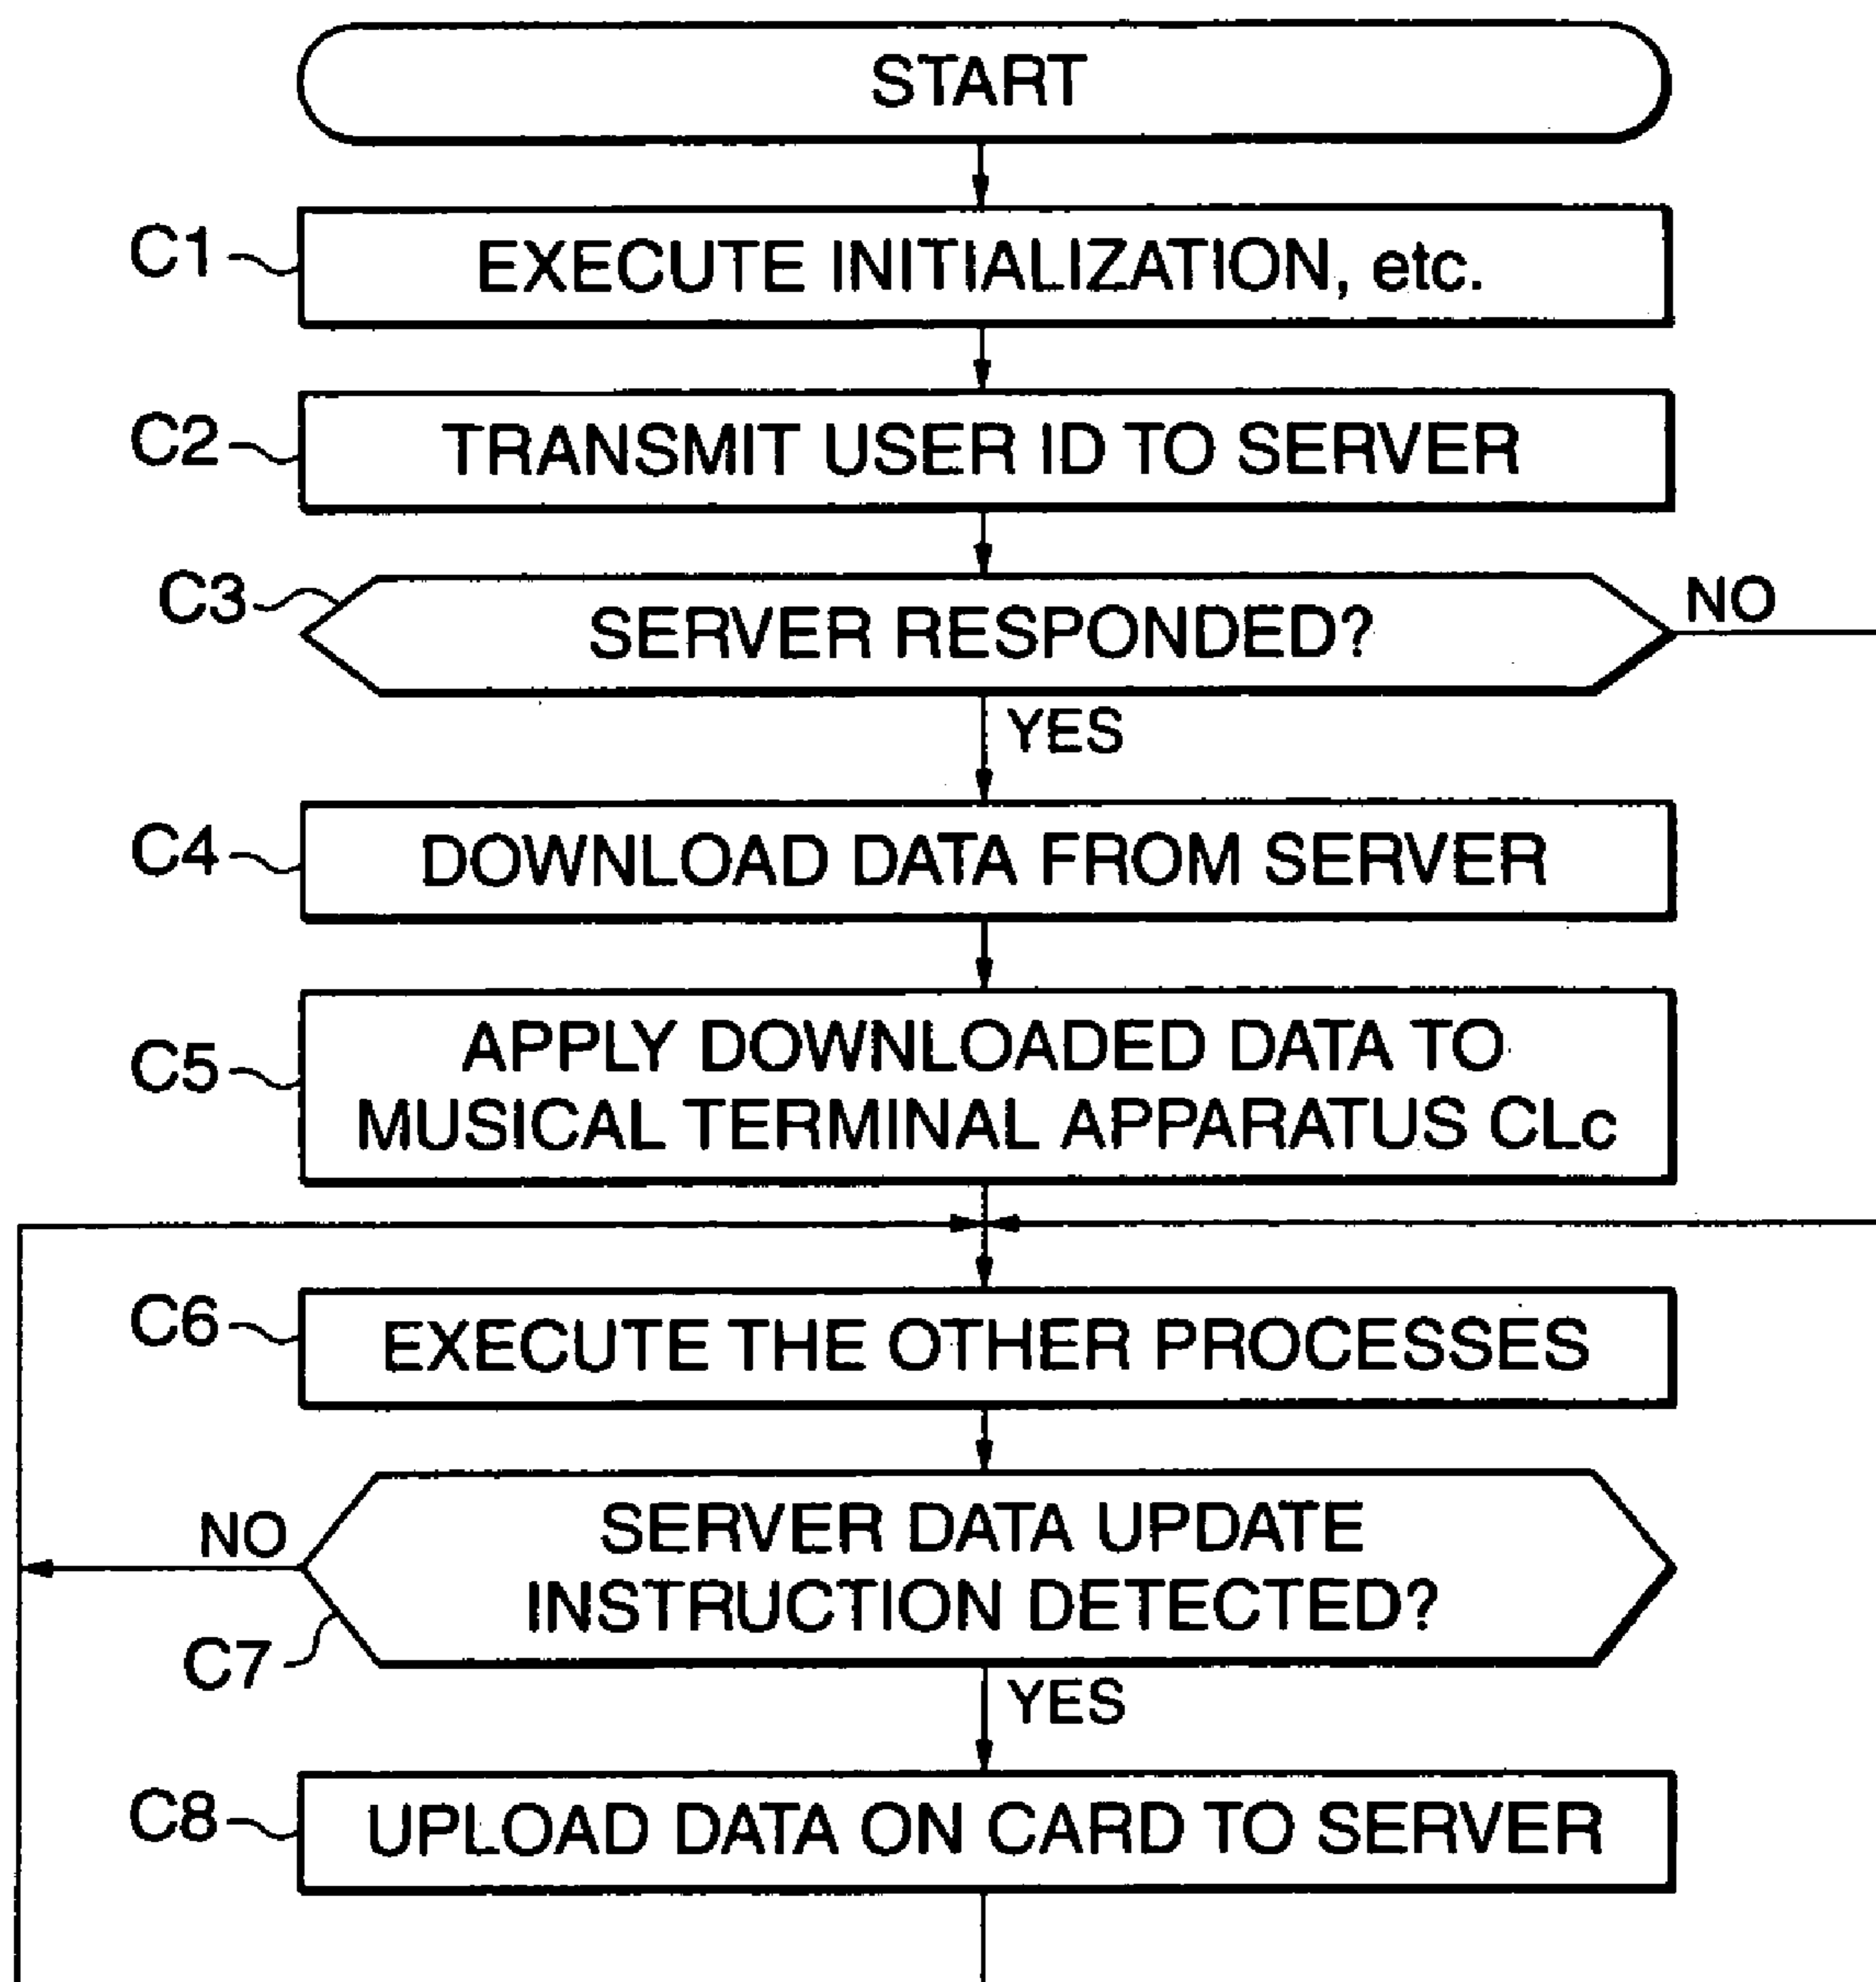 START
C1
EXECUTE INITIALIZATION, etc.
C2
TRANSMIT USER ID TO SERVER
C3
SERVER RESPONDED?
NO
YES
C4
DOWNLOAD DATA FROM SERVER
C5
APPLY DOWNLOADED DATA TO
MUSICAL TERMINAL APPARATUS CLc
C6
EXECUTE THE OTHER PROCESSES
NO
SERVER DATA UPDATE
INSTRUCTION DETECTED?
C7
YES
C8
UPLOAD DATA ON CARD TO SERVER